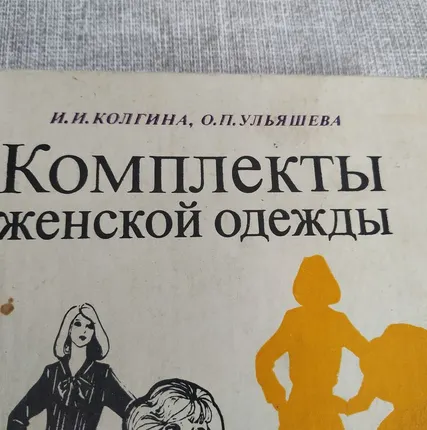 И. И. КОЛГИНА, О. П. УЛЬЯШЕВА
Комплекты
женской одежды